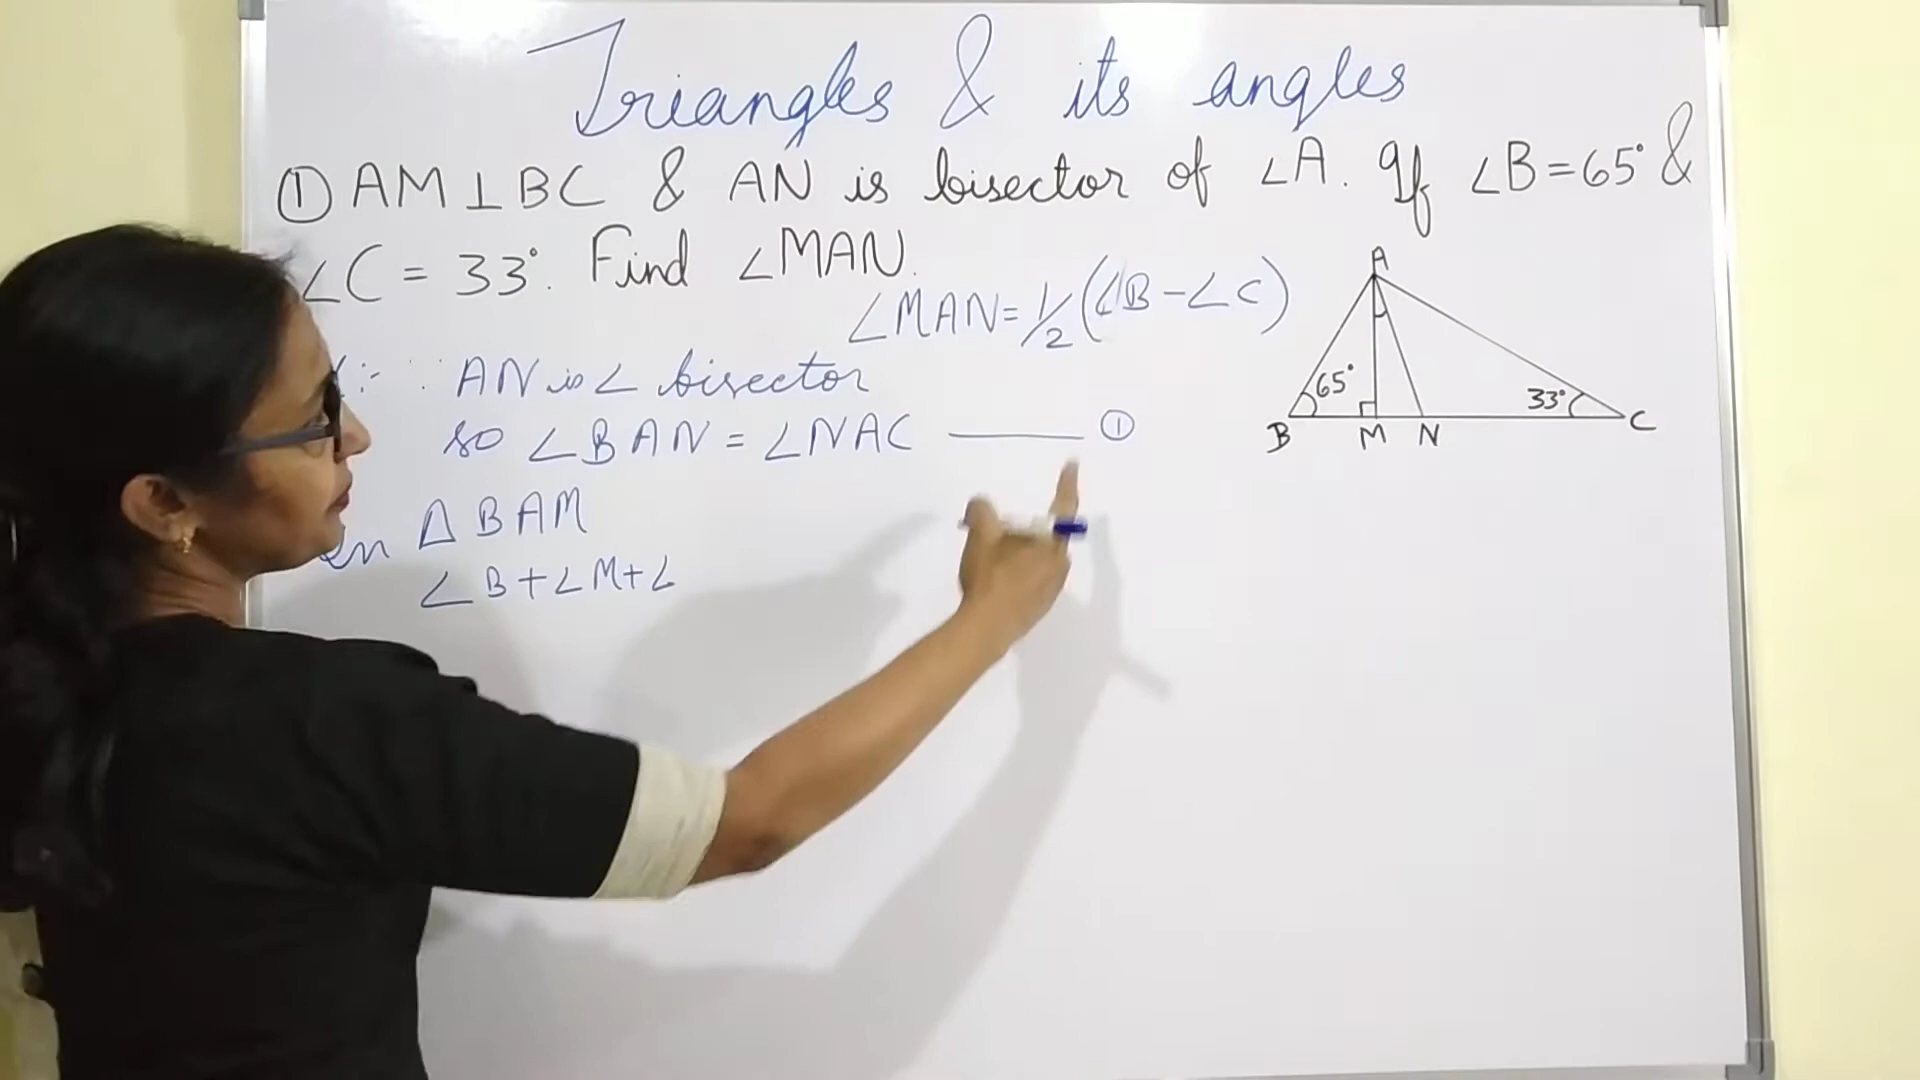 Triangles & its angles
① AM⊥BC & AN is bisector of ∠A. If ∠B=65° &
∠C = 33°. Find ∠MAN.
∠MAN=1/2(∠B-∠C)
:- AN is ∠ bisector
so ∠BAN = ∠NAC —— ①
△BAM
∠B+∠M+∠
A
65°
33°
B
M
N
C